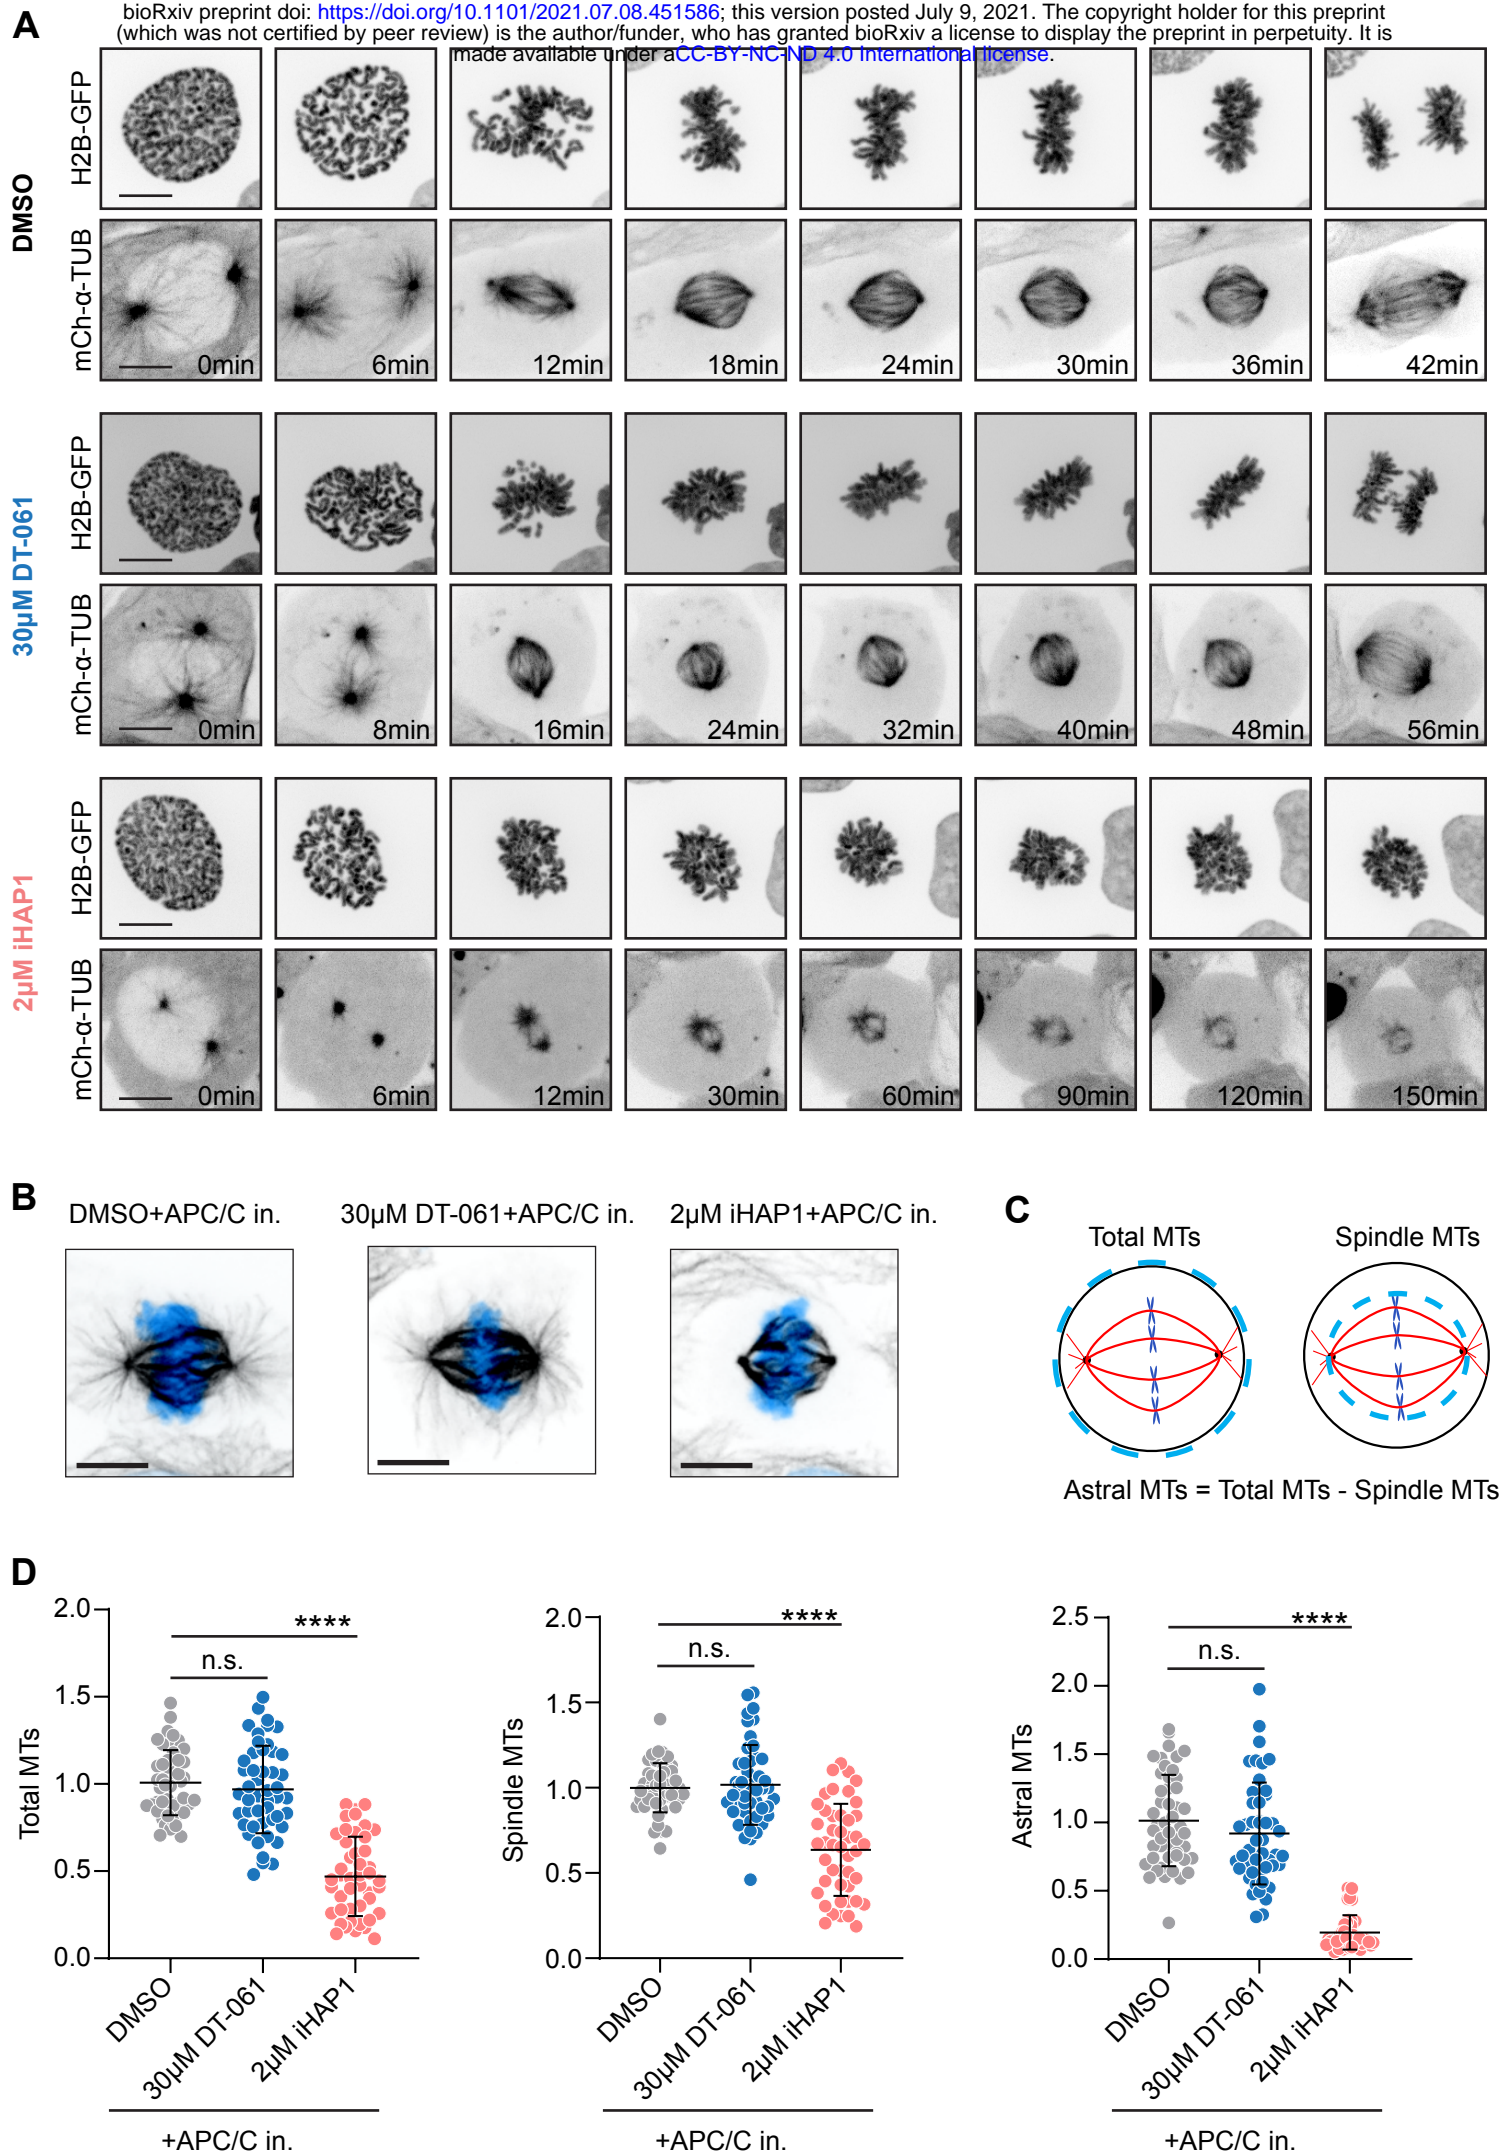 bioRxiv preprint doi: https://doi.org/10.1101/2021.07.08.451586; this version posted July 9, 2021. The copyright holder for this preprint
(which was not certified by peer review) is the author/funder, who has granted bioRxiv a license to display the preprint in perpetuity. It is
made available under aCC-BY-NC-ND 4.0 International license.
A
DMSO
H2B-GFP
mCh-α-TUB
0min
6min
12min
18min
24min
30min
36min
42min
30µM DT-061
H2B-GFP
mCh-α-TUB
0min
8min
16min
24min
32min
40min
48min
56min
2µM iHAP1
H2B-GFP
mCh-α-TUB
0min
6min
12min
30min
60min
90min
120min
150min
B
DMSO+APC/C in.
30µM DT-061+APC/C in.
2µM iHAP1+APC/C in.
C
Total MTs
Spindle MTs
Astral MTs = Total MTs - Spindle MTs
D
Total MTs
2.0
1.5
1.0
0.5
0.0
****
n.s.
DMSO
30µM DT-061
2µM iHAP1
+APC/C in.
Spindle MTs
2.0
1.5
1.0
0.5
0.0
****
n.s.
DMSO
30µM DT-061
2µM iHAP1
+APC/C in.
Astral MTs
2.5
2.0
1.5
1.0
0.5
0.0
****
n.s.
DMSO
30µM DT-061
2µM iHAP1
+APC/C in.